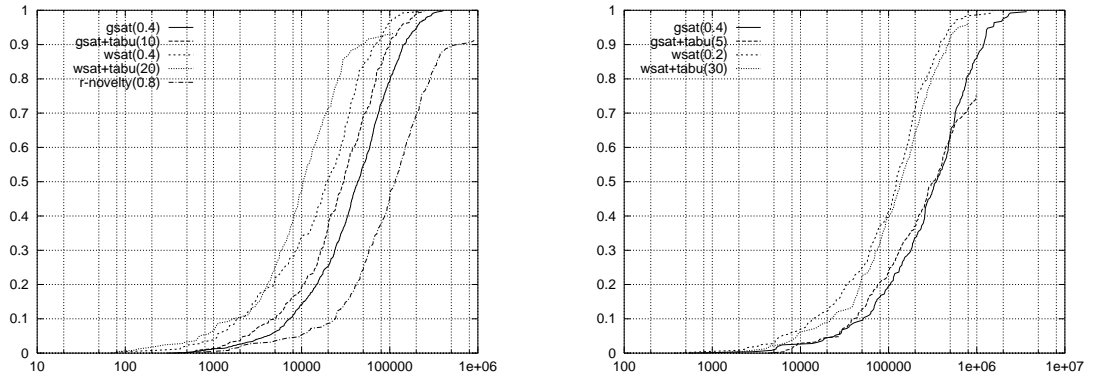 1
0.9
0.8
0.7
0.6
0.5
0.4
0.3
0.2
0.1
0
10
100
1000
10000
100000
1e+06
gsat(0.4)
gsat+tabu(10)
wsat(0.4)
wsat+tabu(20)
r-novelty(0.8)
1
0.9
0.8
0.7
0.6
0.5
0.4
0.3
0.2
0.1
0
100
1000
10000
100000
1e+06
1e+07
gsat(0.4)
gsat+tabu(5)
wsat(0.2)
wsat+tabu(30)